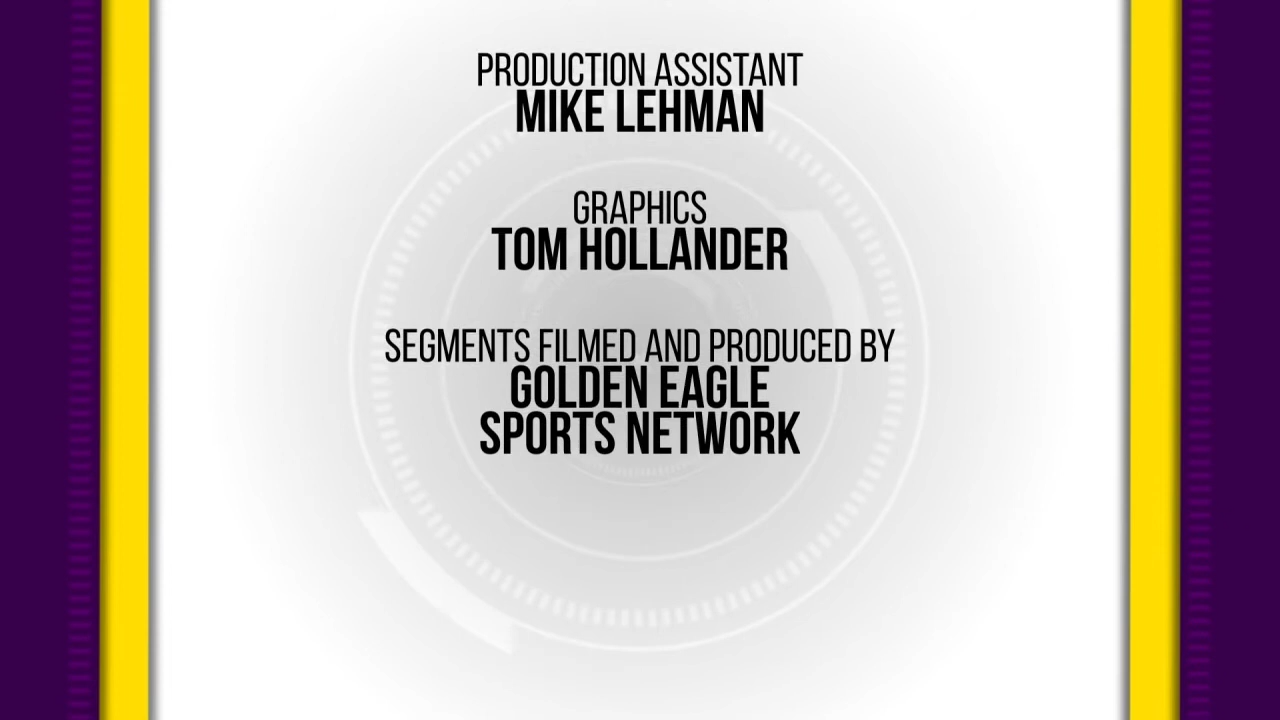 PRODUCTION ASSISTANT
MIKE LEHMAN
GRAPHICS
TOM HOLLANDER
SEGMENTS FILMED AND PRODUCED BY
GOLDEN EAGLE
SPORTS NETWORK